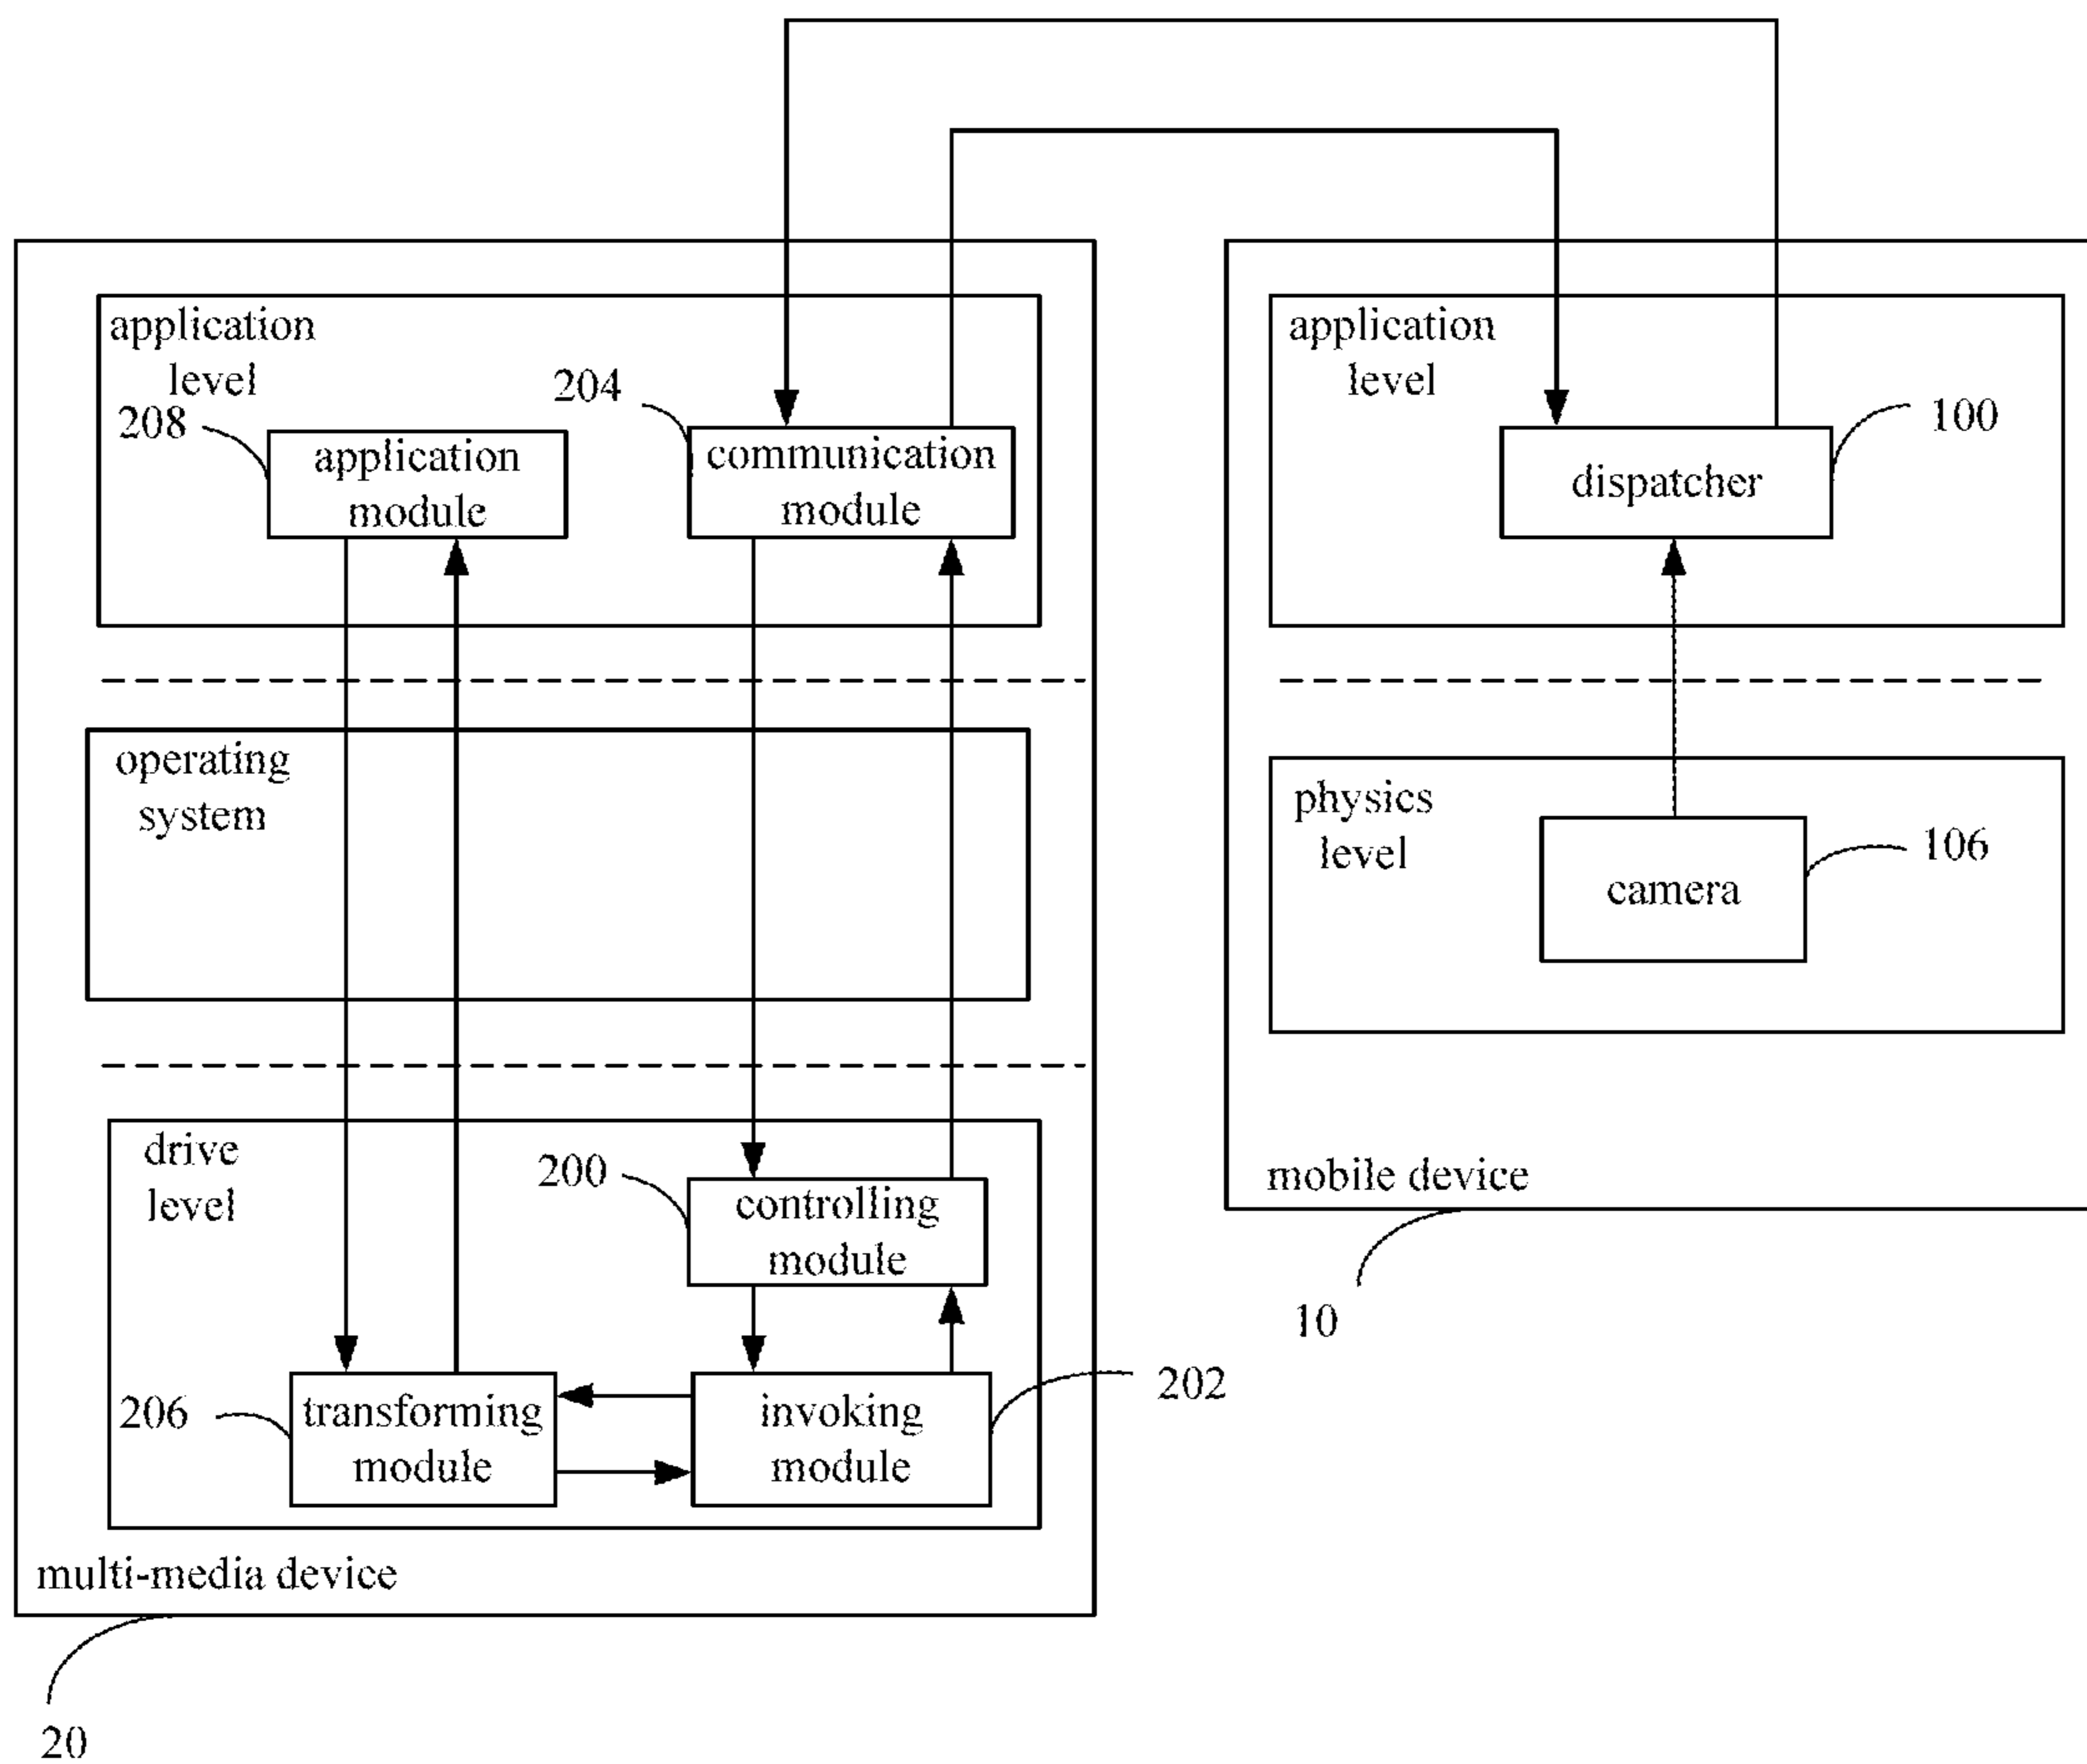 application
level
208
application
module
204
communication
module
operating
system
drive
level
200
controlling
module
206
transforming
module
invoking
module
202
multi-media device
20
application
level
100
dispatcher
physics
level
106
camera
mobile device
10